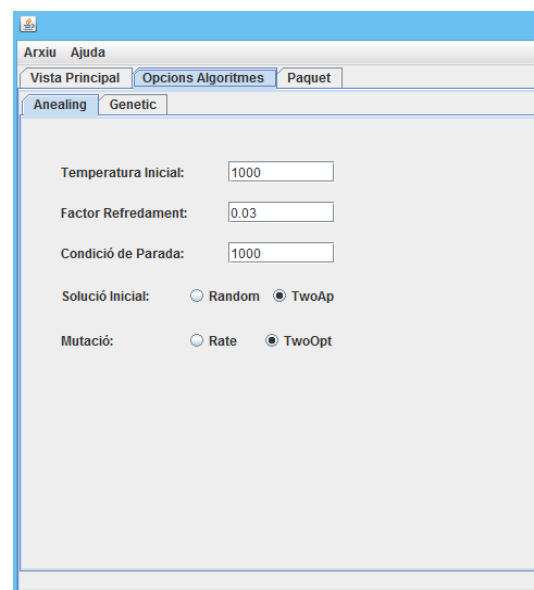 Arxiu Ajuda
Vista Principal Opcions Algoritmes Paquet
Anealing Genetic
Temperatura Inicial: 1000
Factor Refredament: 0.03
Condició de Parada: 1000
Solució Inicial: Random TwoAp
Mutació: Rate TwoOpt